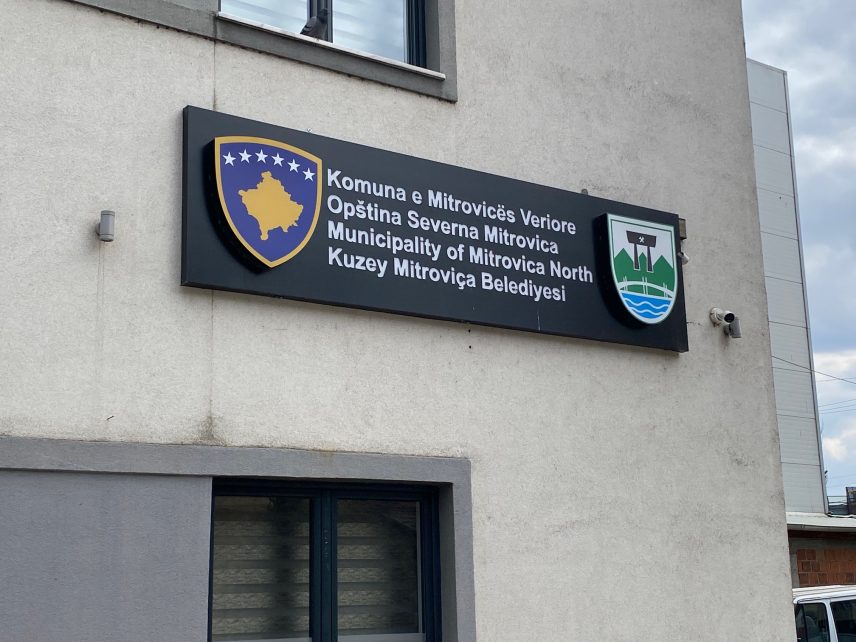 Komuna e Mitrovicës Veriore
Opština Severna Mitrovica
Municipality of Mitrovica North
Kuzey Mitroviça Belediyesi